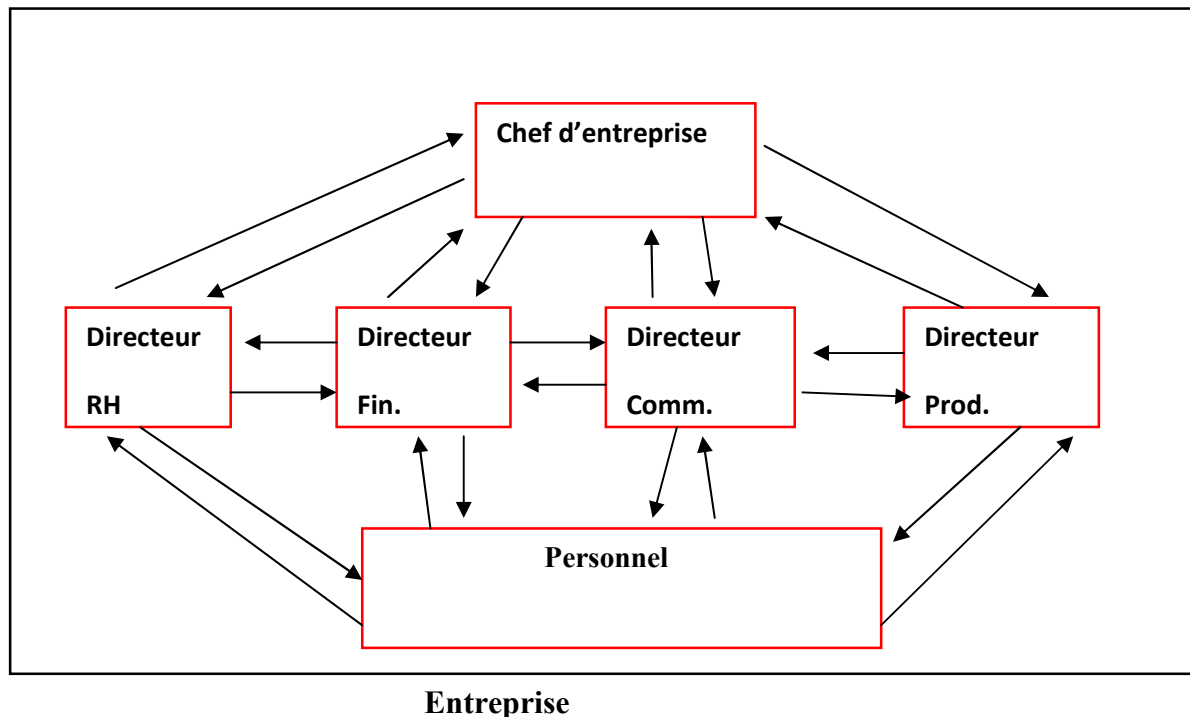 Chef d’entreprise
Directeur
RH
Directeur
Fin.
Directeur
Comm.
Directeur
Prod.
Personnel
Entreprise